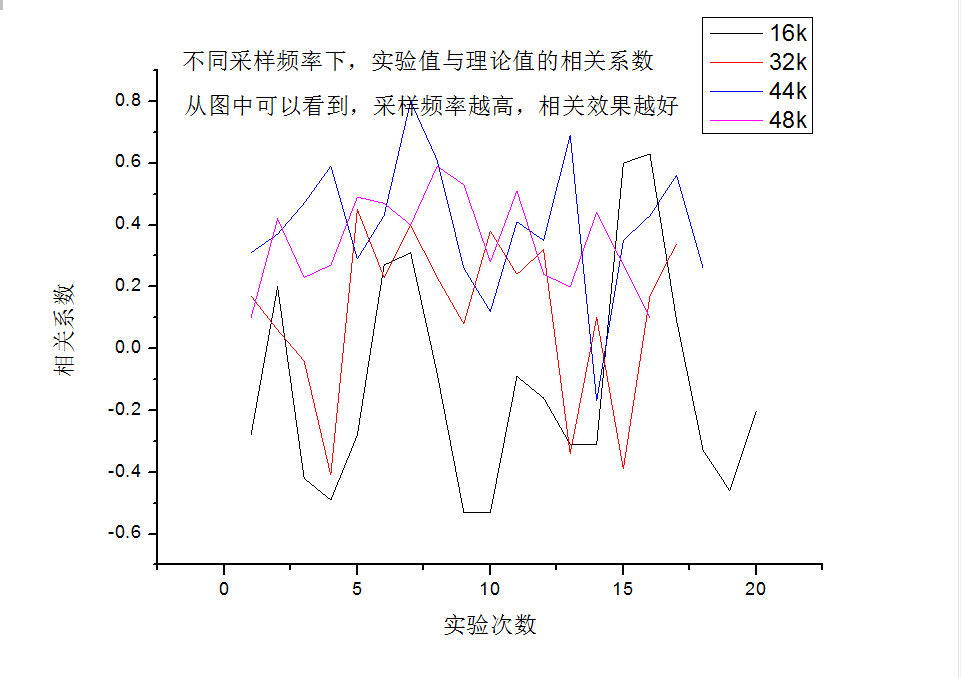 不同采样频率下，实验值与理论值的相关系数
从图中可以看到，采样频率越高，相关效果越好
16k
32k
44k
48k
相关系数
0.8
0.6
0.4
0.2
0.0
-0.2
-0.4
-0.6
0 5 10 15 20
实验次数